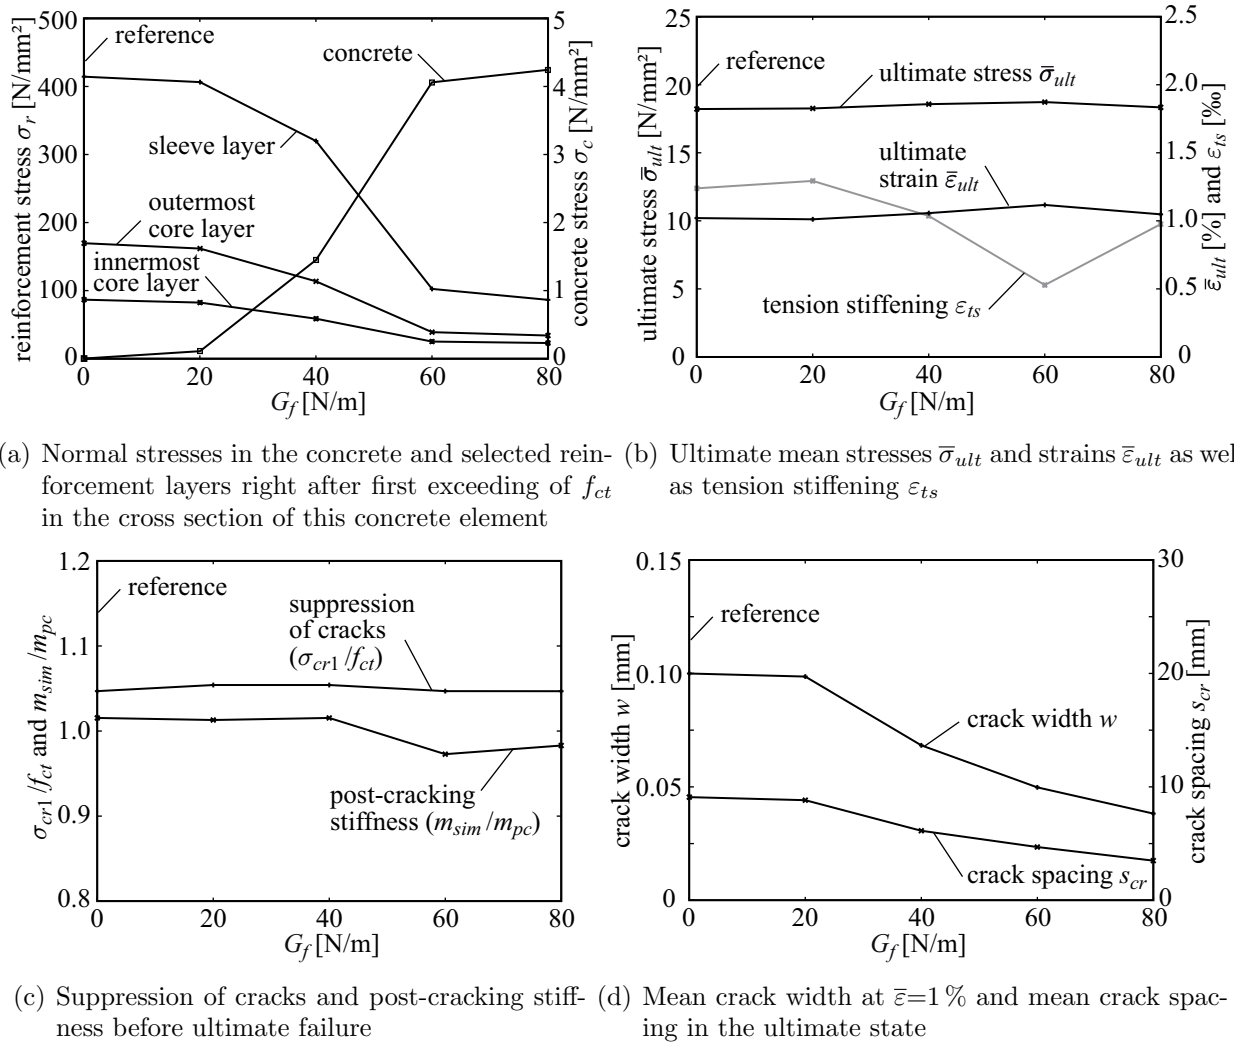 500
400
300
200
100
0
reinforcement stress σr [N/mm²]
reference
concrete
sleeve layer
outermost
core layer
innermost
core layer
5
4
3
2
1
0
concrete stress σc [N/mm²]
0 20 40 60 80
Gf [N/m]
25
20
15
10
5
0
ultimate stress σ̅ult [N/mm²]
reference
ultimate stress σ̅ult
ultimate
strain ε̅ult
tension stiffening εts
2.5
2.0
1.5
1.0
0.5
0
ε̅ult [%] and εts [‰]
0 20 40 60 80
Gf [N/m]
a) Normal stresses in the concrete and selected rein-
forcement layers right after first exceeding of fct
in the cross section of this concrete element
(b) Ultimate mean stresses σ̅ult and strains ε̅ult as wel
as tension stiffening εts
1.2
1.1
1.0
0.9
0.8
σcr1/fct and msim/mpc
reference
suppression
of cracks
(σcr1/fct)
post-cracking
stiffness (msim/mpc)
0 20 40 60 80
Gf [N/m]
0.15
0.10
0.05
0
crack width w [mm]
reference
crack width w
crack spacing scr
30
20
10
0
crack spacing scr [mm]
0 20 40 60 80
Gf [N/m]
(c) Suppression of cracks and post-cracking stiff-
ness before ultimate failure
(d) Mean crack width at ε̅=1 % and mean crack spac-
ing in the ultimate state